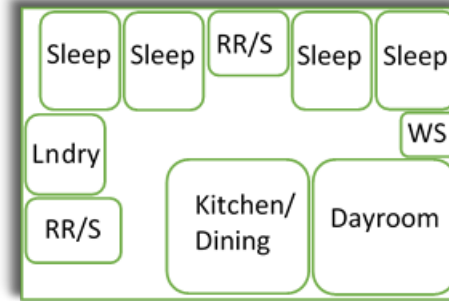 Sleep
Sleep
RR/S
Sleep
Sleep
WS
Lndry
RR/S
Kitchen/
Dining
Dayroom